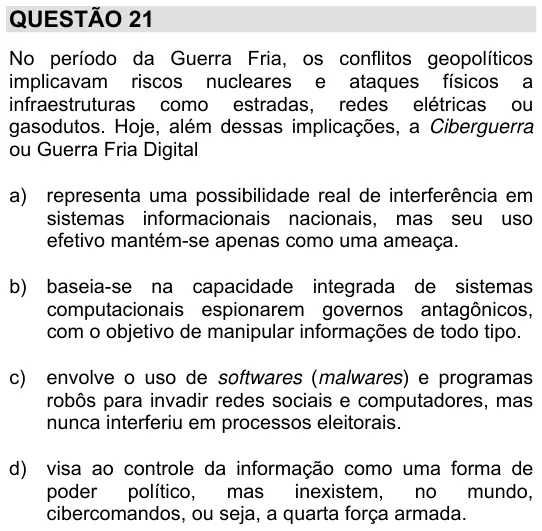 QUESTÃO 21
No período da Guerra Fria, os conflitos geopolíticos
implicavam riscos nucleares e ataques físicos a
infraestruturas como estradas, redes elétricas ou
gasodutos. Hoje, além dessas implicações, a Ciberguerra
ou Guerra Fria Digital
a) representa uma possibilidade real de interferência em
sistemas informacionais nacionais, mas seu uso
efetivo mantém-se apenas como uma ameaça.
b) baseia-se na capacidade integrada de sistemas
computacionais espionarem governos antagônicos,
com o objetivo de manipular informações de todo tipo.
c) envolve o uso de softwares (malwares) e programas
robôs para invadir redes sociais e computadores, mas
nunca interferiu em processos eleitorais.
d) visa ao controle da informação como uma forma de
poder político, mas inexistem, no mundo,
cibercomandos, ou seja, a quarta força armada.